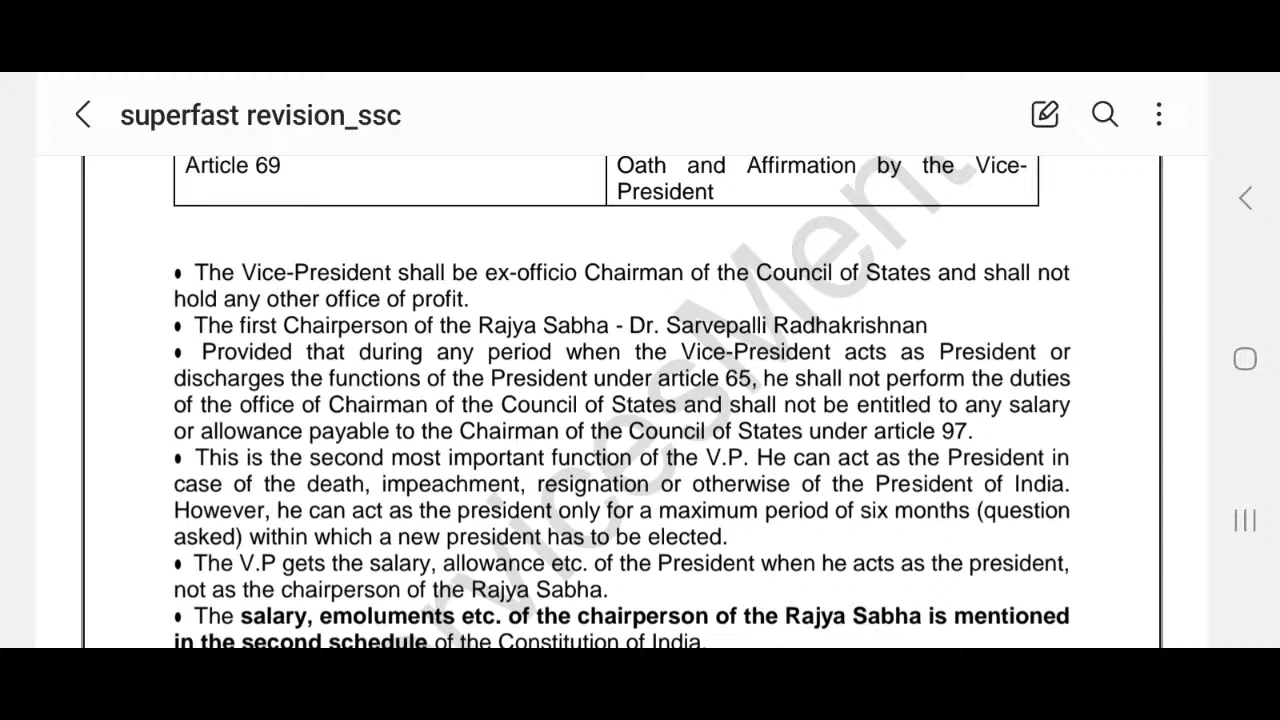 superfast revision_ssc
Article 69
Oath and Affirmation by the Vice-
President
• The Vice-President shall be ex-officio Chairman of the Council of States and shall not
hold any other office of profit.
• The first Chairperson of the Rajya Sabha - Dr. Sarvepalli Radhakrishnan
• Provided that during any period when the Vice-President acts as President or
discharges the functions of the President under article 65, he shall not perform the duties
of the office of Chairman of the Council of States and shall not be entitled to any salary
or allowance payable to the Chairman of the Council of States under article 97.
• This is the second most important function of the V.P. He can act as the President in
case of the death, impeachment, resignation or otherwise of the President of India.
However, he can act as the president only for a maximum period of six months (question
asked) within which a new president has to be elected.
• The V.P gets the salary, allowance etc. of the President when he acts as the president,
not as the chairperson of the Rajya Sabha.
• The salary, emoluments etc. of the chairperson of the Rajya Sabha is mentioned
in the second schedule of the Constitution of India.
rvicesMent